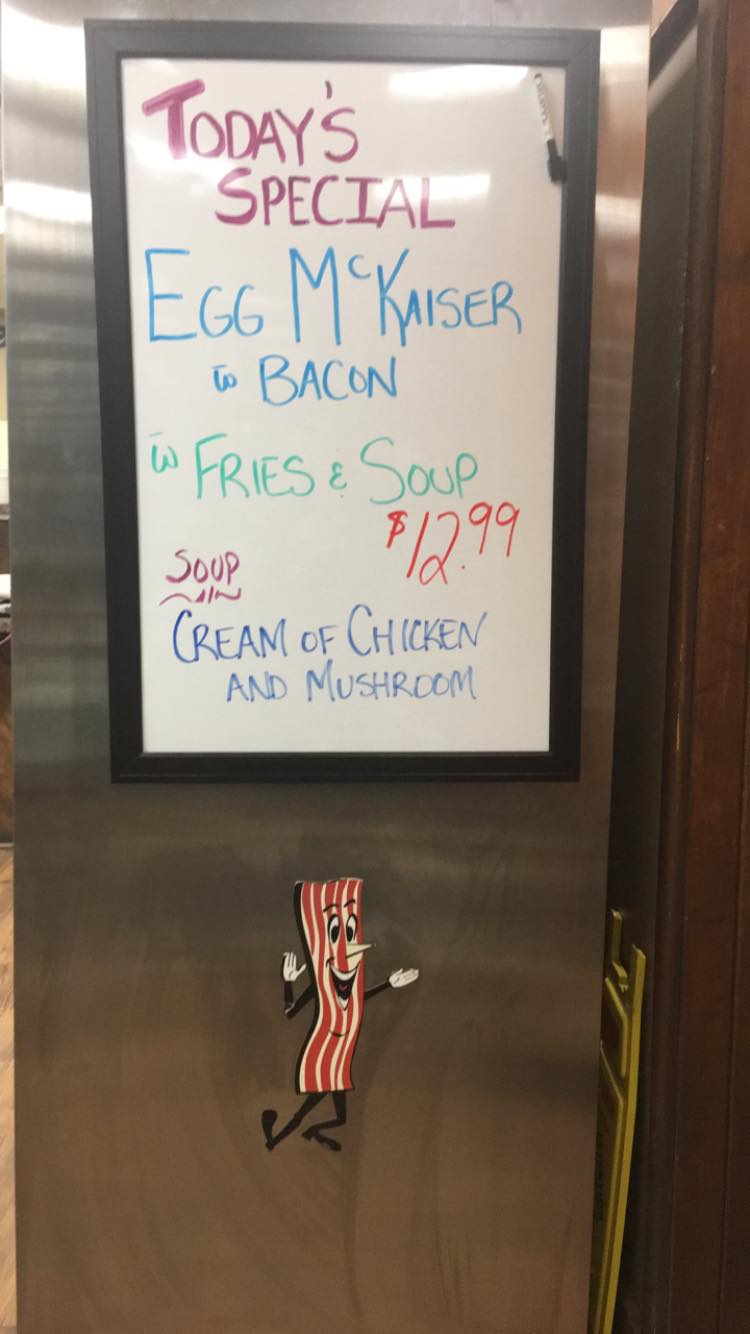 TODAY'S
SPECIAL
EGG McKAISER
w BACON
w FRIES & SOUP
$12.99
SOUP
CREAM OF CHICKEN
AND MUSHROOM